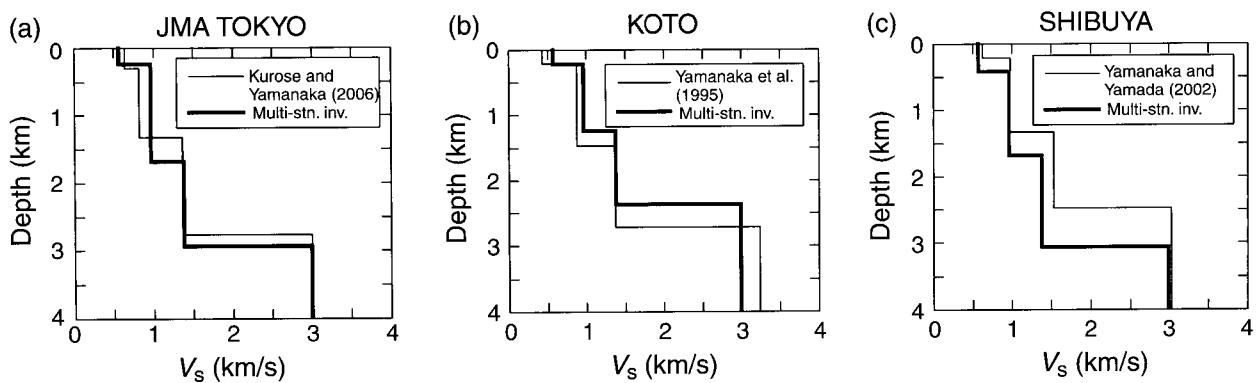 (a) JMA TOKYO
0
1
2
3
4
Depth (km)
Kurose and
Yamanaka (2006)
Multi-stn. inv.
0 1 2 3 4
Vs (km/s)
(b) KOTO
0
1
2
3
4
Depth (km)
Yamanaka et al.
(1995)
Multi-stn. inv.
0 1 2 3 4
Vs (km/s)
(c) SHIBUYA
0
1
2
3
4
Depth (km)
Yamanaka and
Yamada (2002)
Multi-stn. inv.
0 1 2 3 4
Vs (km/s)